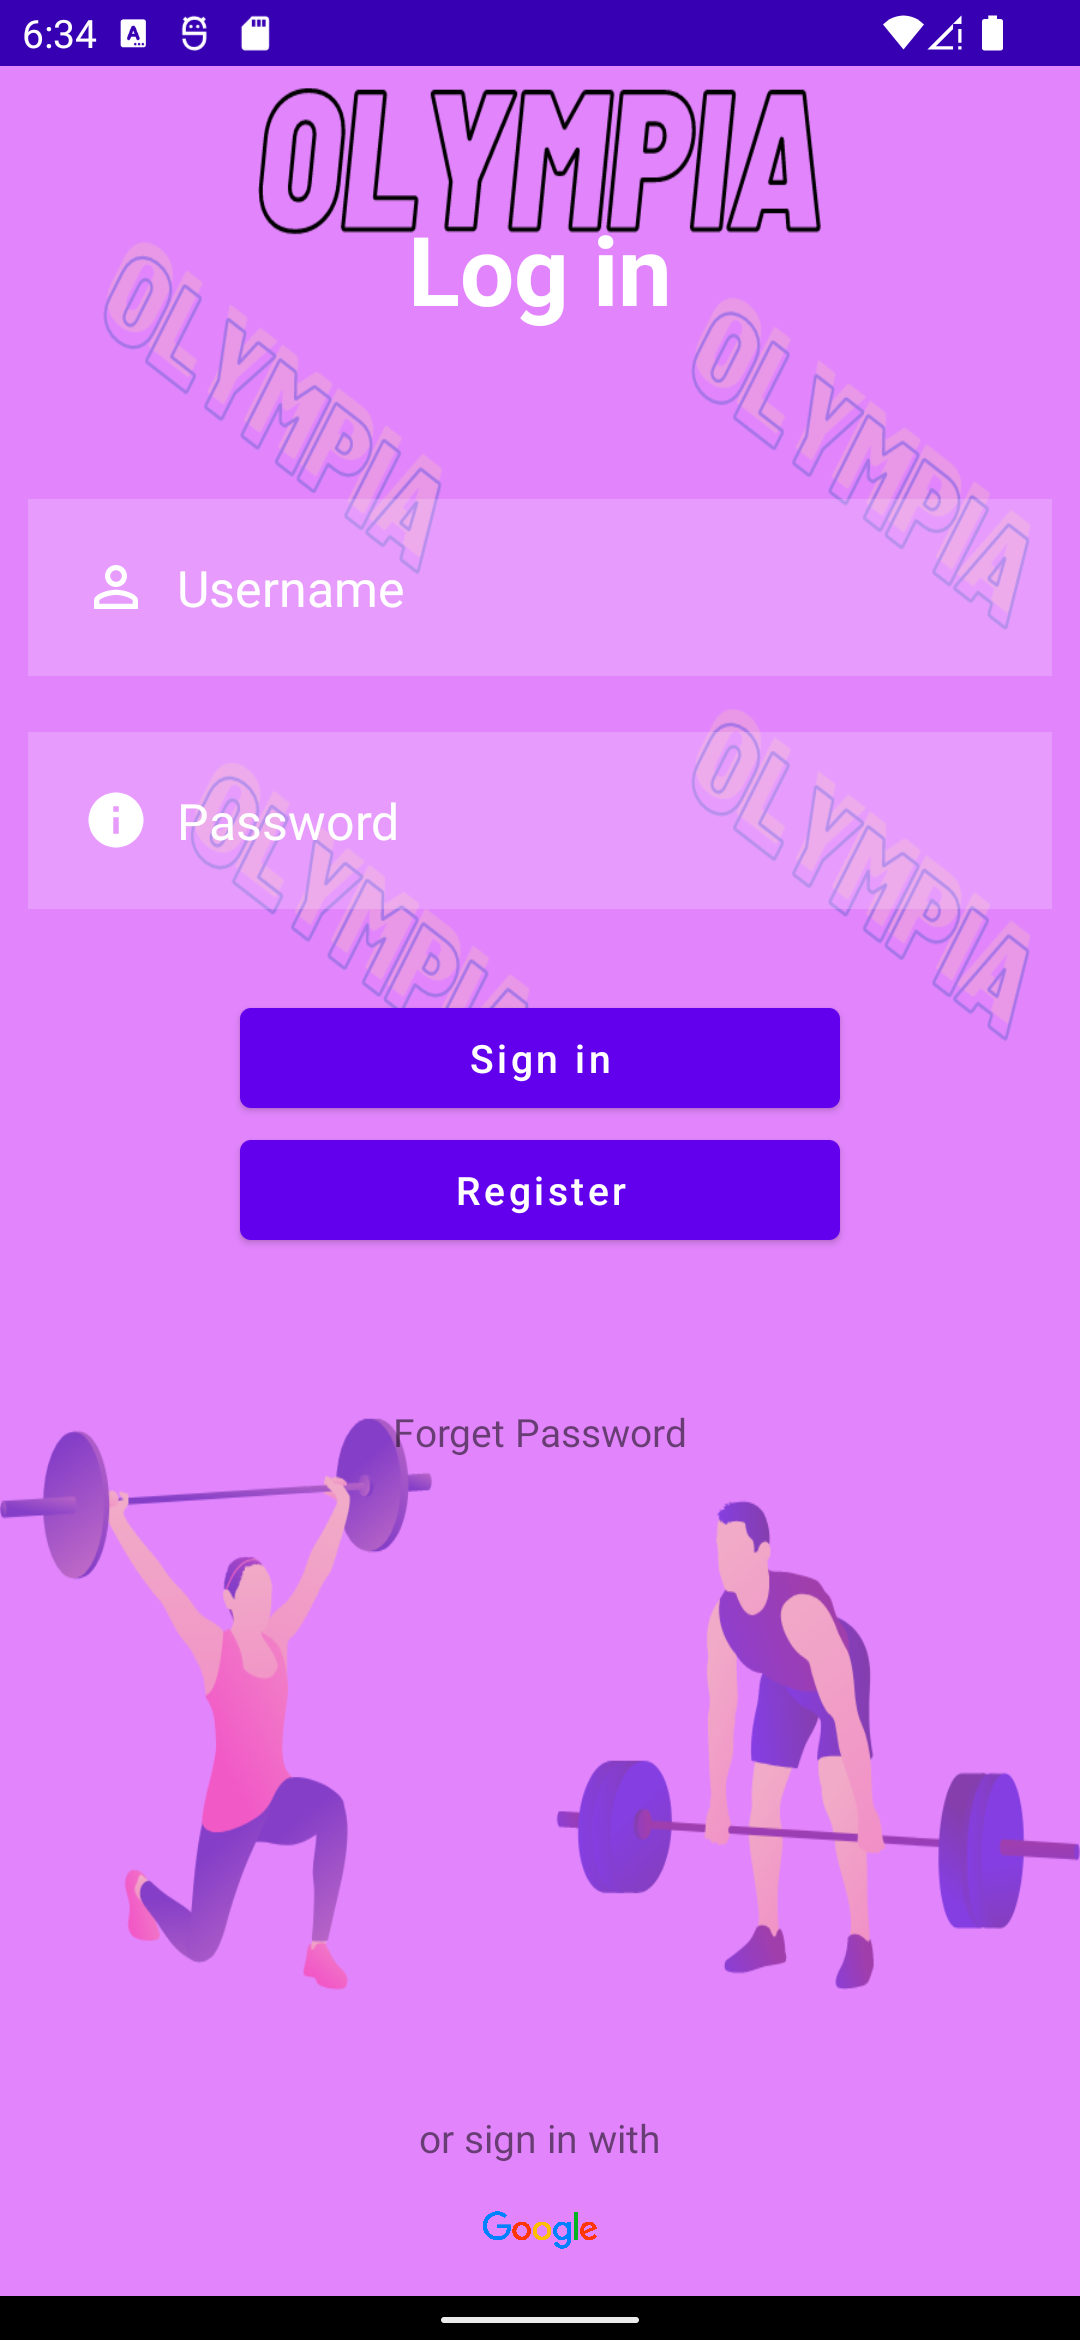 6:34
OLYMPIA
Log in
OLYMPIA
OLYMPIA
Username
OLYMPIA
OLYMPIA
Password
Sign in
Register
Forget Password
or sign in with
Google